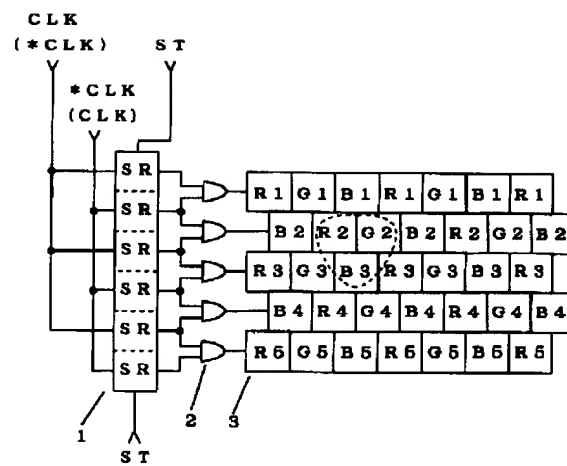 CLK
(*CLK) ST
*CLK
(CLK)
SR
SR
SR
SR
SR
SR
R1 G1 B1 R1 G1 B1 R1
B2 R2 G2 B2 R2 G2 B2
R3 G3 B3 R3 G3 B3 R3
B4 R4 G4 B4 R4 G4 B4
R5 G5 B5 R5 G5 B5 R5
1 2 3
ST